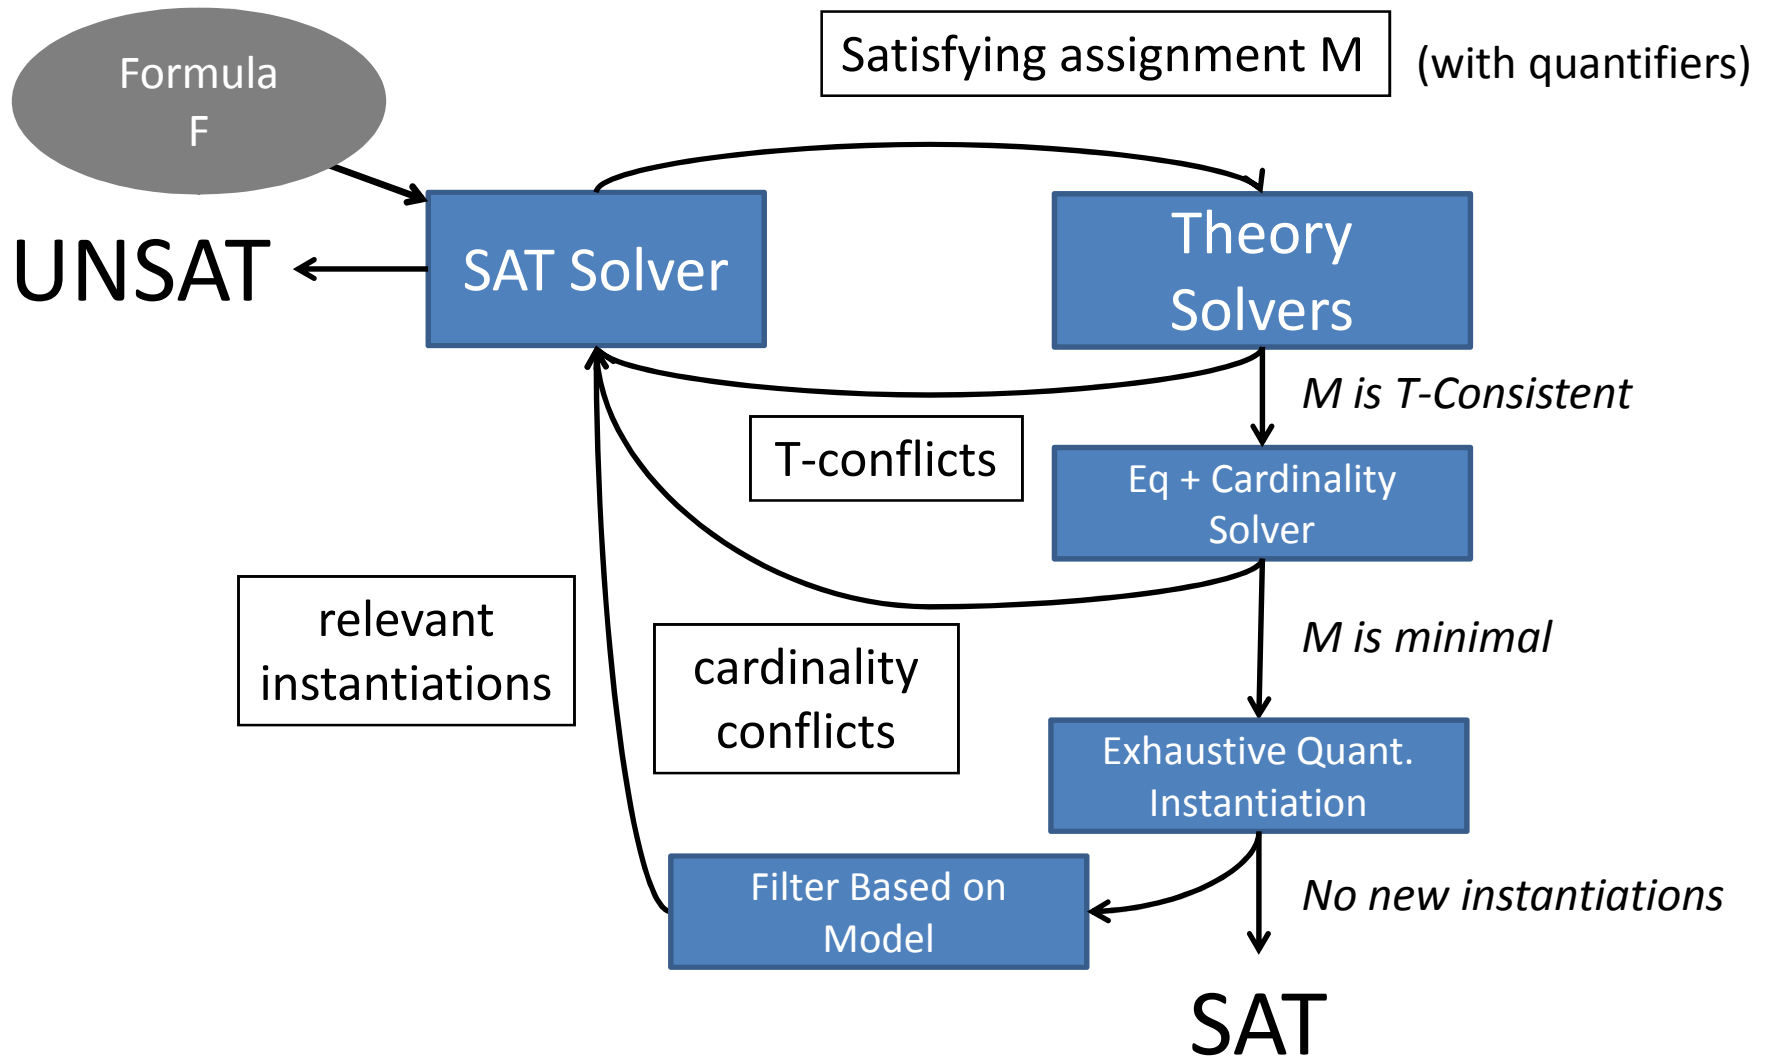 Formula
F
Satisfying assignment M
(with quantifiers)
UNSAT
SAT Solver
Theory
Solvers
M is T-Consistent
T-conflicts
Eq + Cardinality
Solver
relevant
instantiations
cardinality
conflicts
M is minimal
Exhaustive Quant.
Instantiation
Filter Based on
Model
No new instantiations
SAT